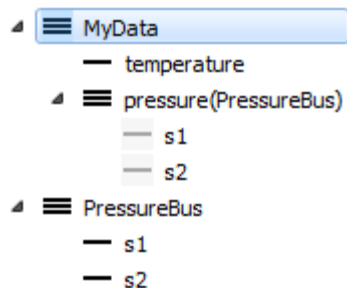 MyData
temperature
pressure(PressureBus)
s1
s2
PressureBus
s1
s2